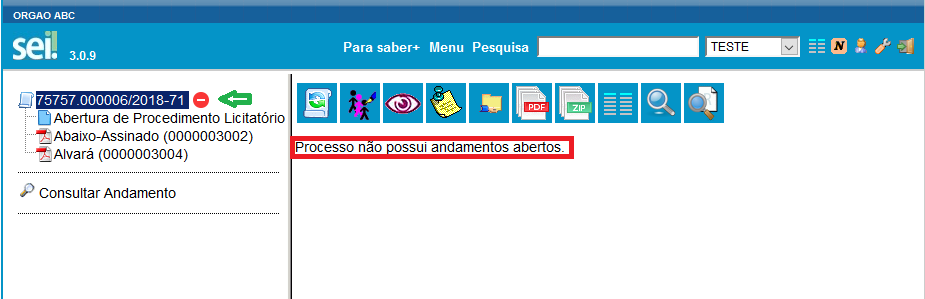 ORGAO ABC
sei! 3.0.9
Para saber+ Menu Pesquisa TESTE N
75757.000006/2018-71
Abertura de Procedimento Licitatório
Abaixo-Assinado (0000003002)
Alvará (0000003004)
Consultar Andamento
PDF ZIP
Processo não possui andamentos abertos.